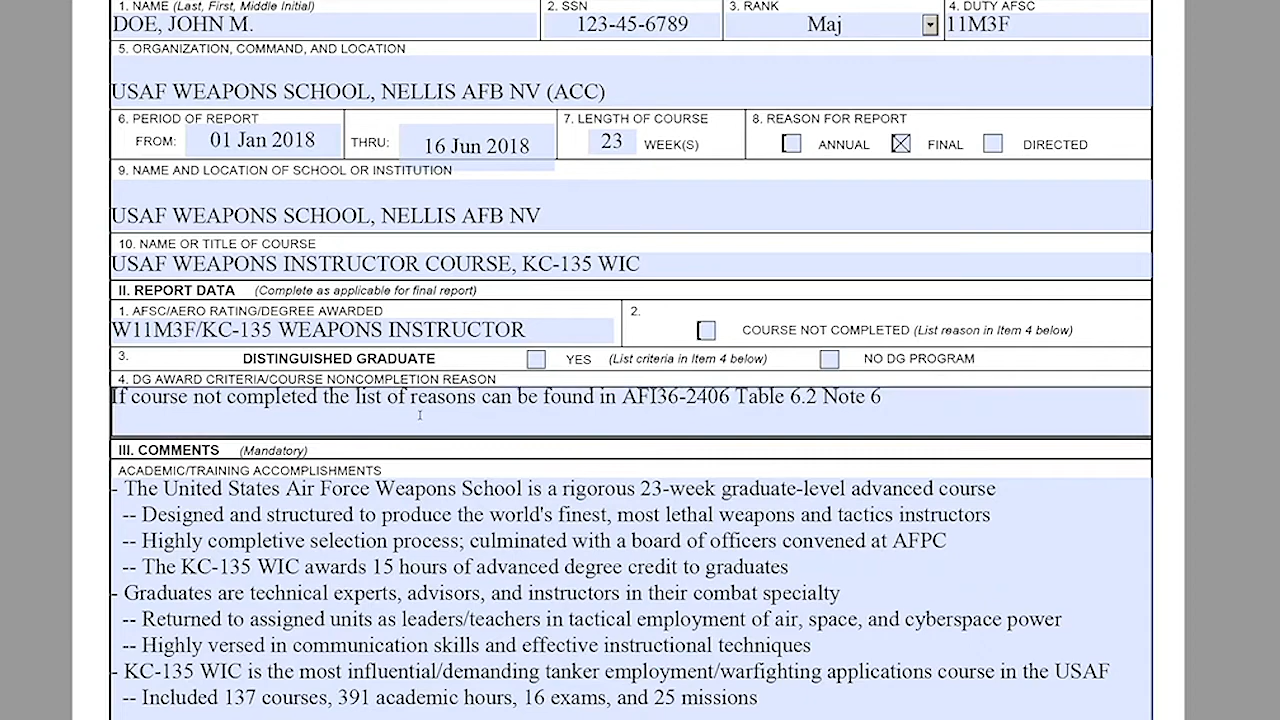 1. NAME (Last, First, Middle Initial) 2. SSN 3. RANK 4. DUTY AFSC
DOE, JOHN M. 123-45-6789 Maj 11M3F
5. ORGANIZATION, COMMAND, AND LOCATION
USAF WEAPONS SCHOOL, NELLIS AFB NV (ACC)
6. PERIOD OF REPORT 7. LENGTH OF COURSE 8. REASON FOR REPORT
FROM: 01 Jan 2018 THRU: 16 Jun 2018 23 WEEK(S) ANNUAL FINAL DIRECTED
9. NAME AND LOCATION OF SCHOOL OR INSTITUTION
USAF WEAPONS SCHOOL, NELLIS AFB NV
10. NAME OR TITLE OF COURSE
USAF WEAPONS INSTRUCTOR COURSE, KC-135 WIC
II. REPORT DATA (Complete as applicable for final report)
1. AFSC/AERO RATING/DEGREE AWARDED 2.
W11M3F/KC-135 WEAPONS INSTRUCTOR COURSE NOT COMPLETED (List reason in Item 4 below)
3. DISTINGUISHED GRADUATE YES (List criteria in Item 4 below) NO DG PROGRAM
4. DG AWARD CRITERIA/COURSE NONCOMPLETION REASON
If course not completed the list of reasons can be found in AFI36-2406 Table 6.2 Note 6
III. COMMENTS (Mandatory)
ACADEMIC/TRAINING ACCOMPLISHMENTS
- The United States Air Force Weapons School is a rigorous 23-week graduate-level advanced course
-- Designed and structured to produce the world's finest, most lethal weapons and tactics instructors
-- Highly completive selection process; culminated with a board of officers convened at AFPC
-- The KC-135 WIC awards 15 hours of advanced degree credit to graduates
- Graduates are technical experts, advisors, and instructors in their combat specialty
-- Returned to assigned units as leaders/teachers in tactical employment of air, space, and cyberspace power
-- Highly versed in communication skills and effective instructional techniques
- KC-135 WIC is the most influential/demanding tanker employment/warfighting applications course in the USAF
-- Included 137 courses, 391 academic hours, 16 exams, and 25 missions